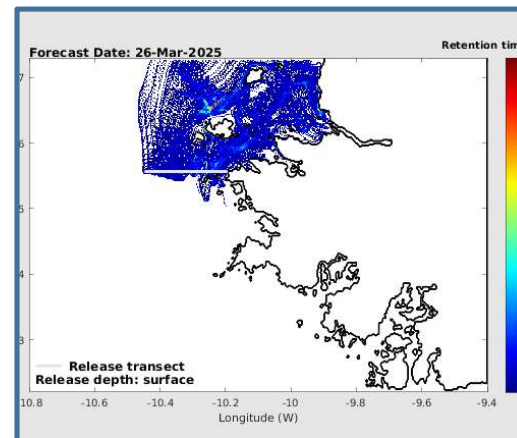 Retention tim
Forecast Date: 26-Mar-2025
7
6
5
4
3
Release transect
Release depth: surface
10.8 -10.6 -10.4 -10.2 -10 -9.8 -9.6 -9.4
Longitude (W)